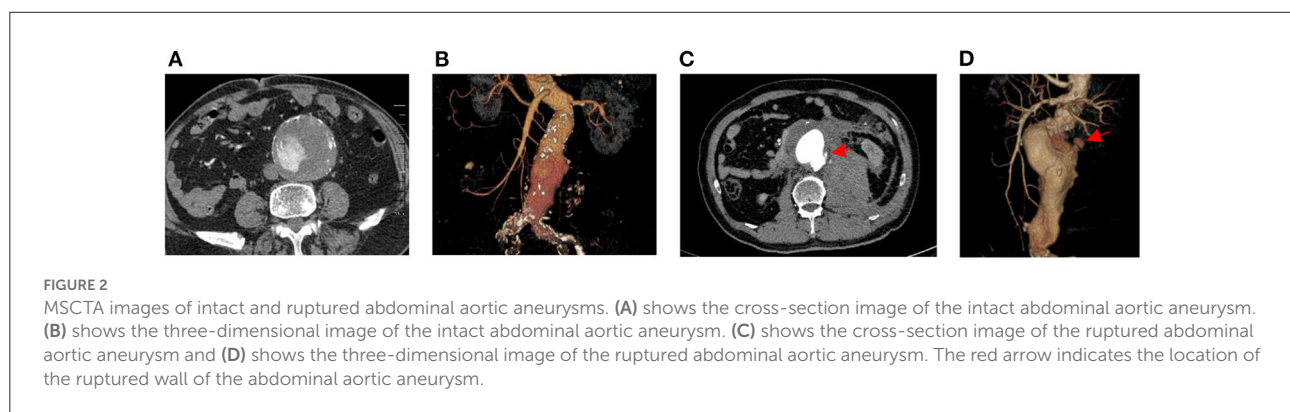 A B C D
FIGURE 2
MSCTA images of intact and ruptured abdominal aortic aneurysms. (A) shows the cross-section image of the intact abdominal aortic aneurysm.
(B) shows the three-dimensional image of the intact abdominal aortic aneurysm. (C) shows the cross-section image of the ruptured abdominal
aortic aneurysm and (D) shows the three-dimensional image of the ruptured abdominal aortic aneurysm. The red arrow indicates the location of
the ruptured wall of the abdominal aortic aneurysm.